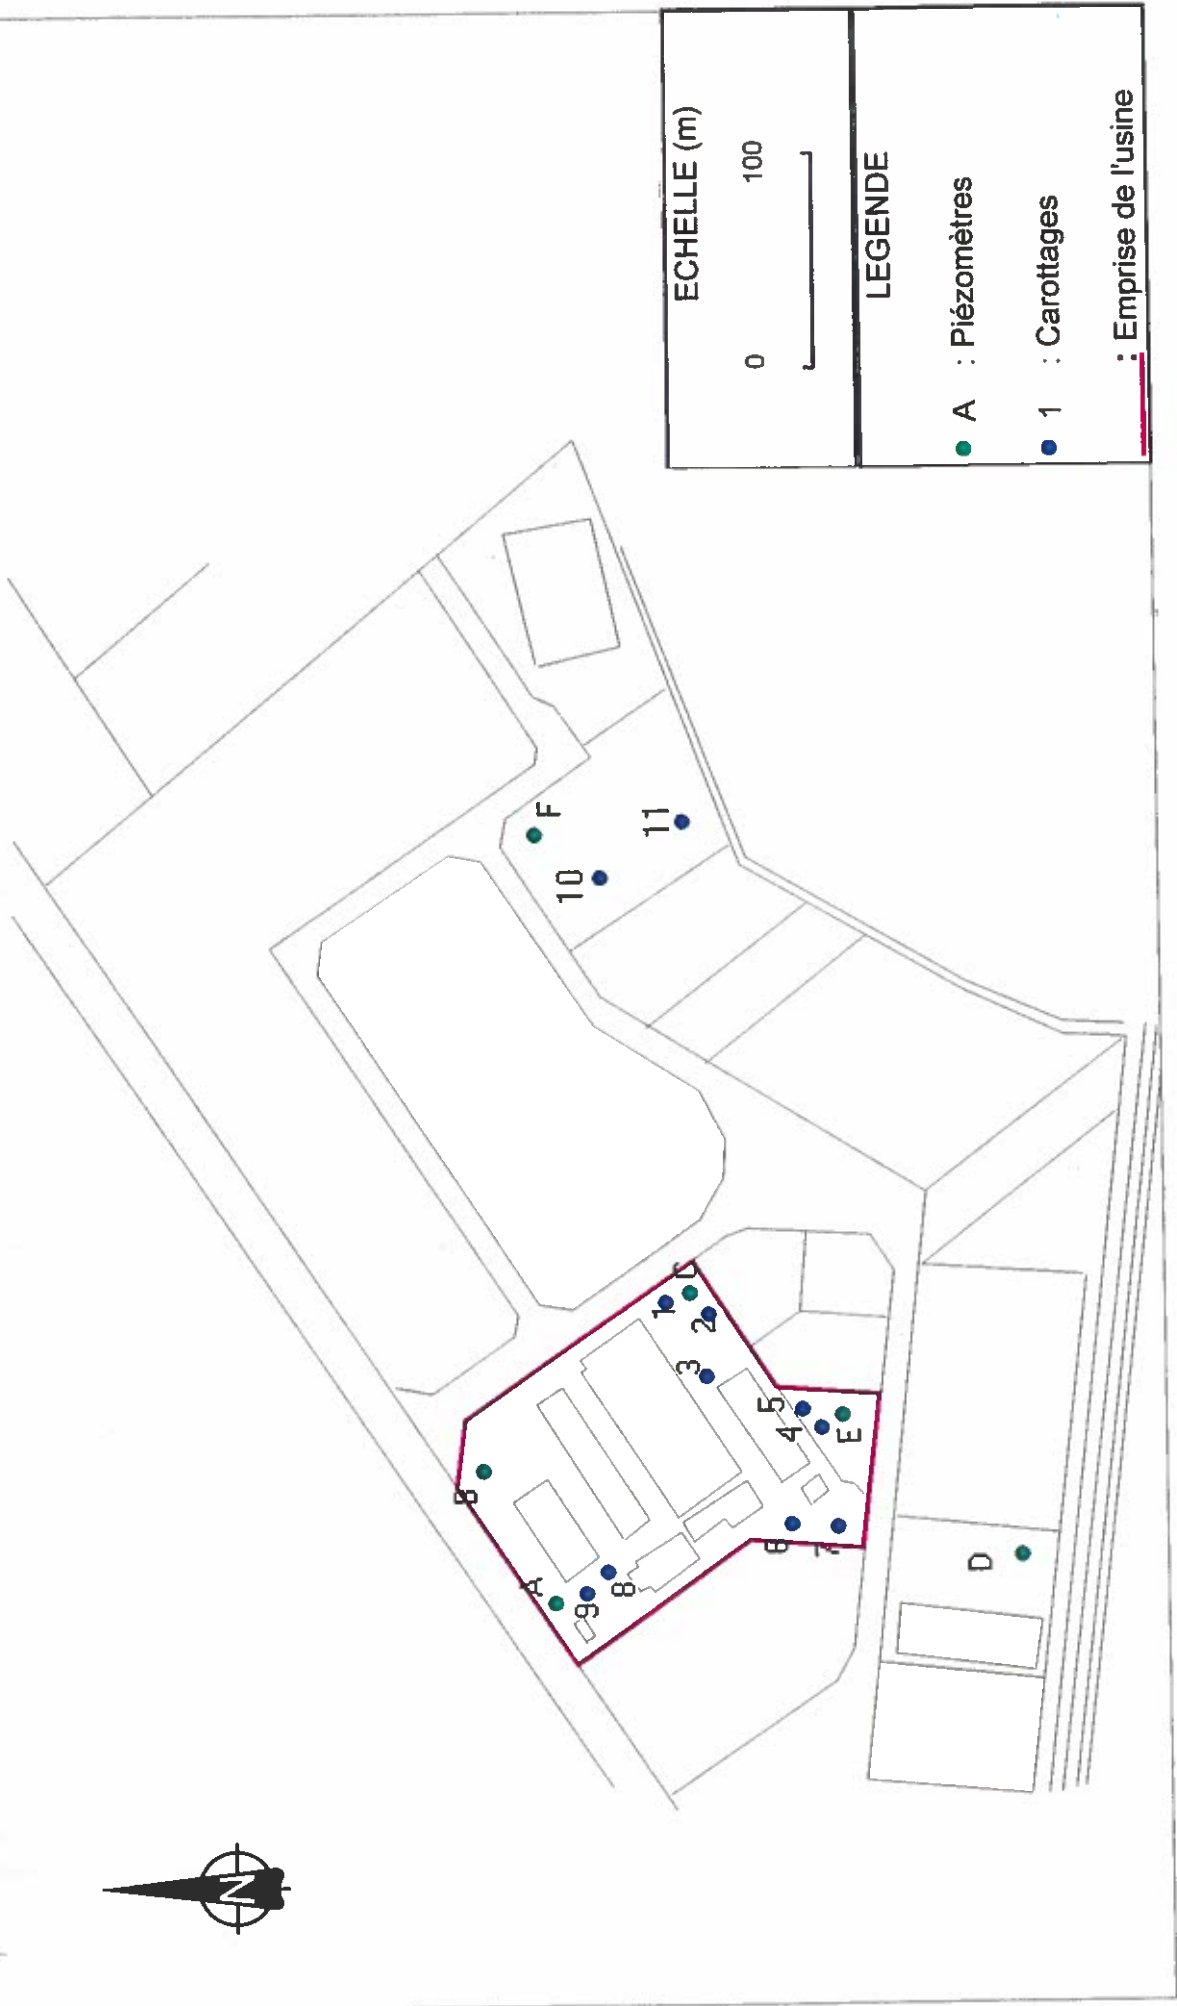 ECHELLE (m)
0 100
LEGENDE
A : Piézomètres
1 : Carottages
: Emprise de l'usine
N
B
A
9
8
1
C
2
3
5
4
E
6
7
D
F
10
11